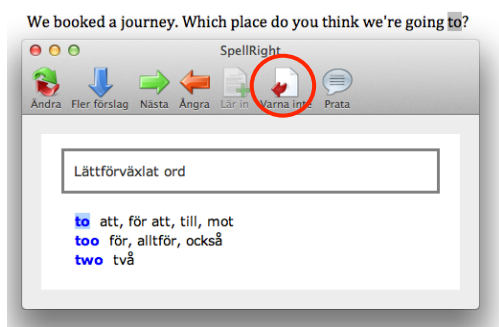 We booked a journey. Which place do you think we're going to?
SpellRight
Ändra Fler förslag Nästa Ångra Lär in Varna inte Prata
Lättförväxlat ord
to att, för att, till, mot
too för, alltför, också
two två